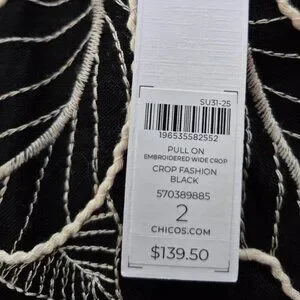 SU31-25
196535582552
PULL ON
EMBROIDERED WIDE CROP
CROP FASHION
BLACK
570389885
2
CHICOS.COM
$139.50